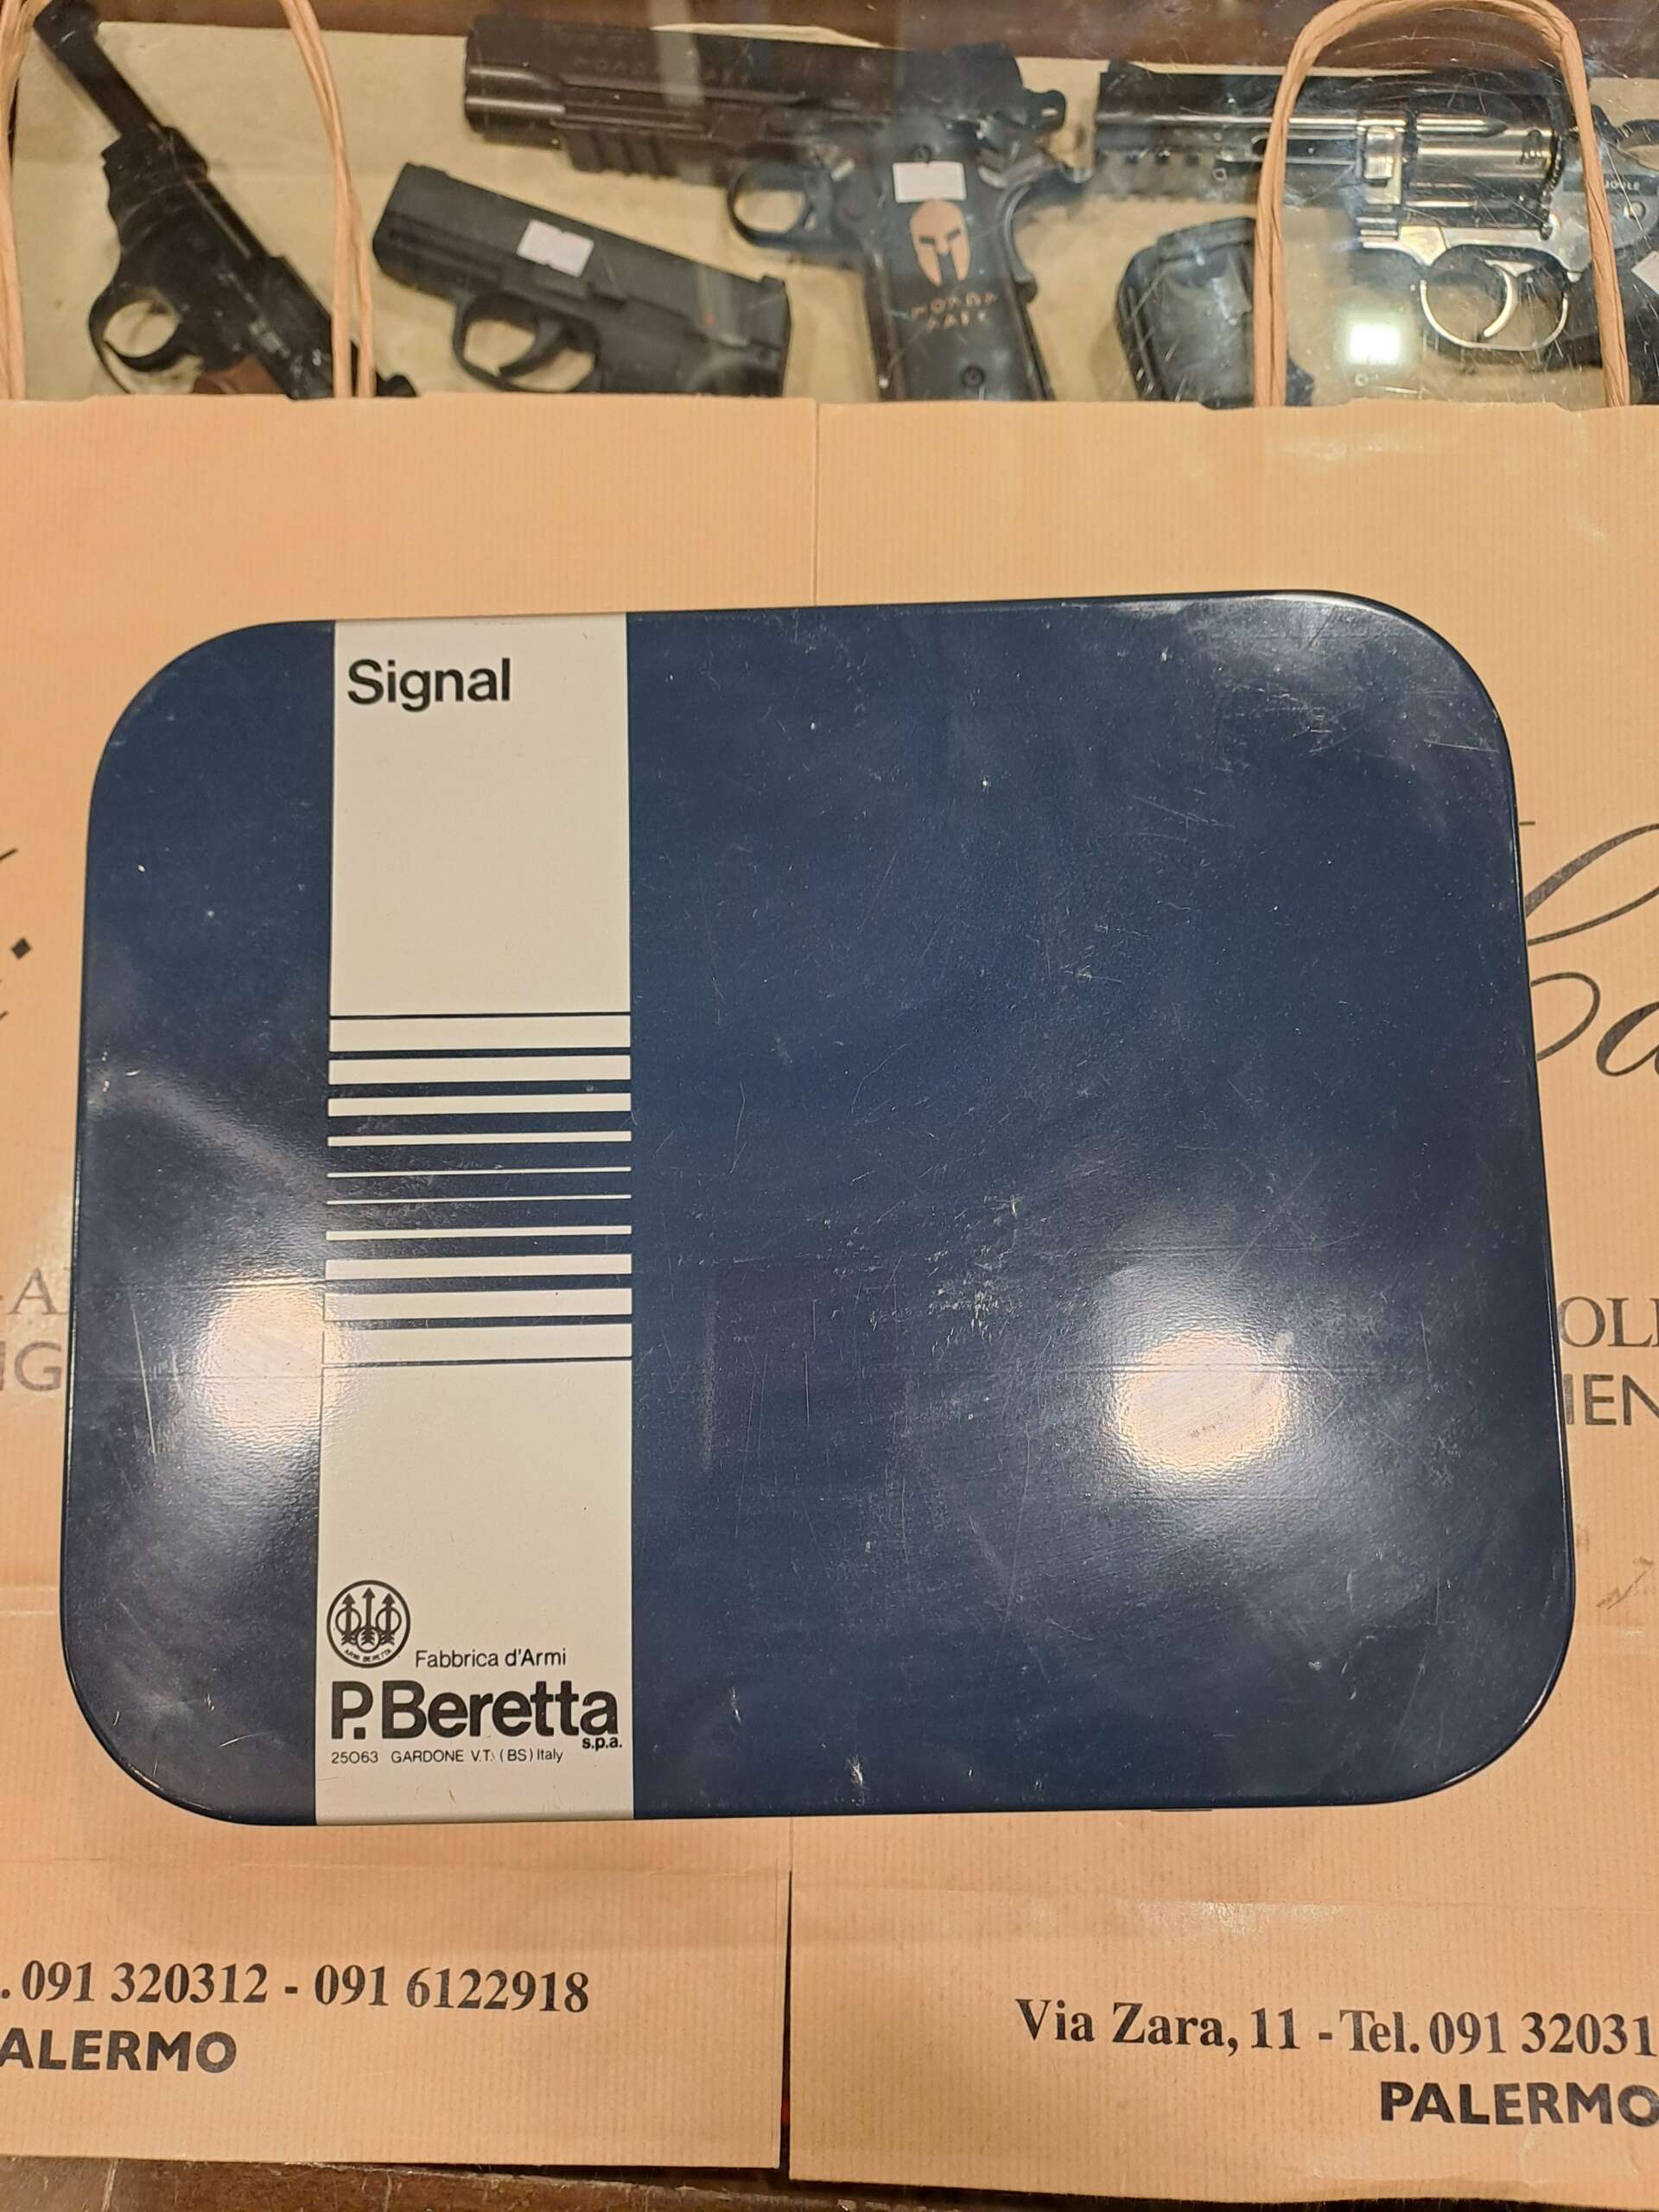 Signal
Fabbrica d'Armi
P. Beretta
s.p.a.
25063 GARDONE V.T. (BS) Italy
. 091 320312 - 091 6122918
ALERMO
Via Zara, 11 - Tel. 091 32031
PALERMO